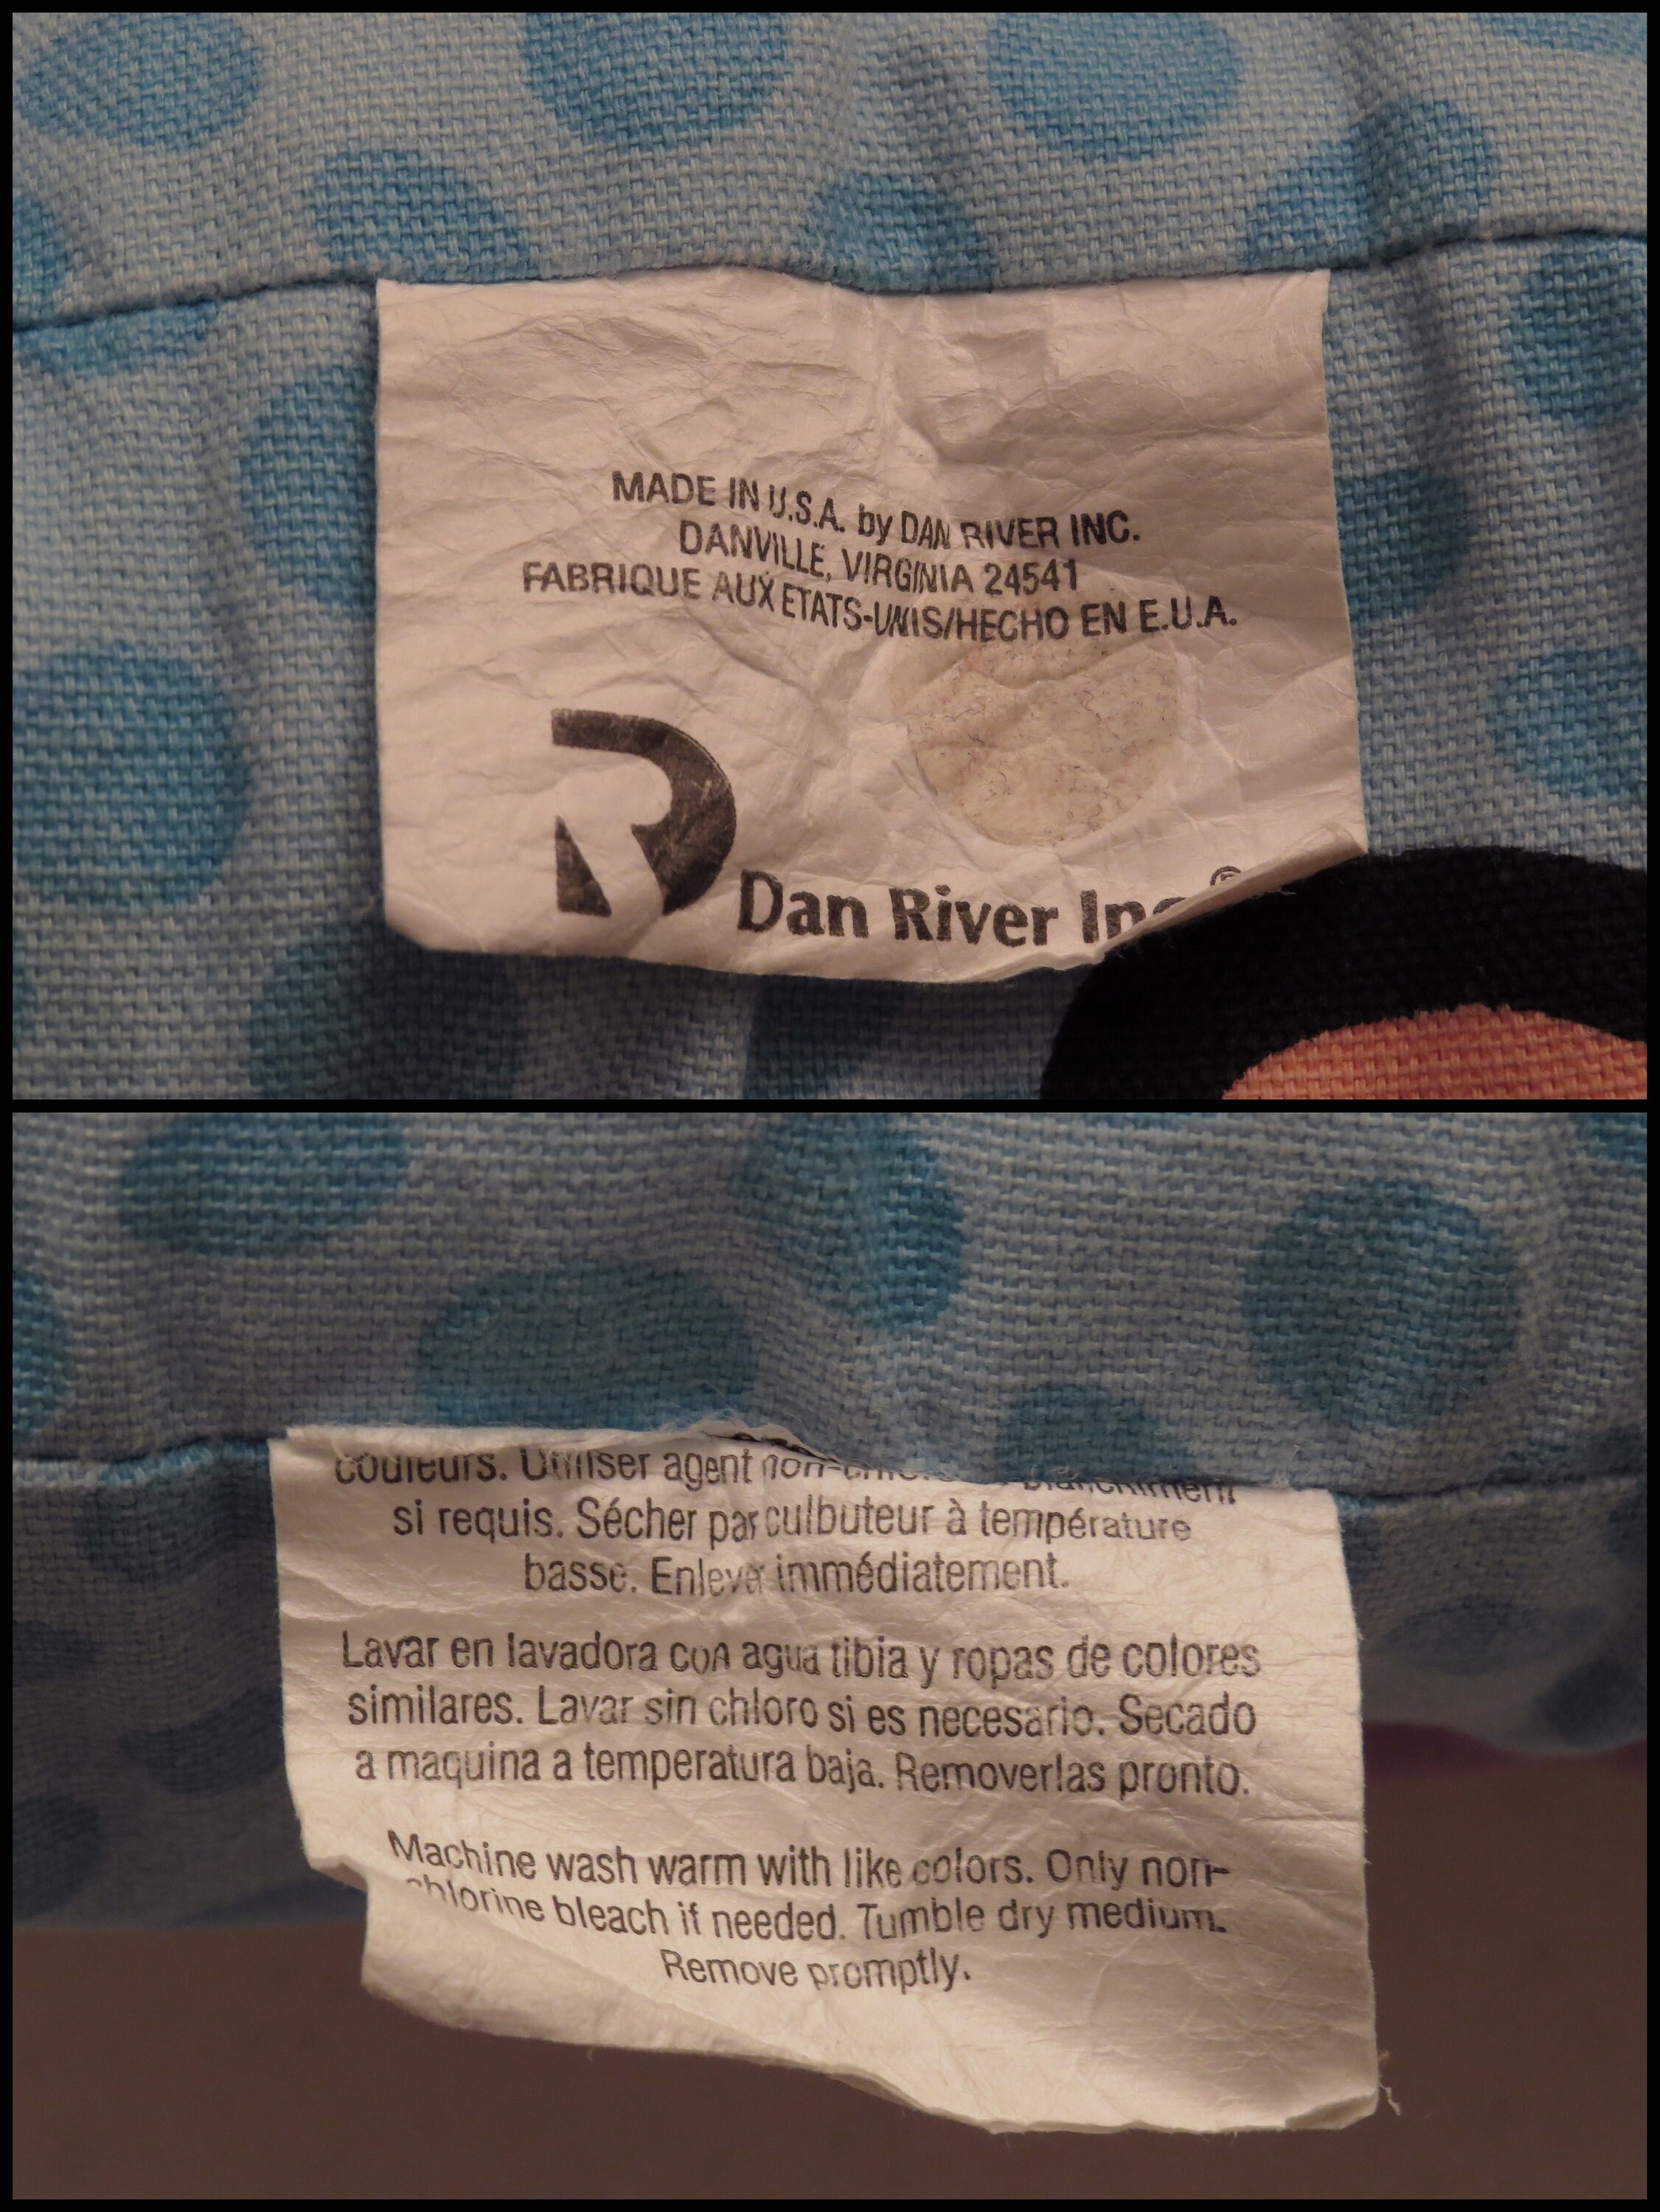 MADE IN U.S.A. by DAN RIVER INC.
DANVILLE, VIRGINIA 24541
FABRIQUE AUX ETATS-UNIS/HECHO EN E.U.A.
Dan River Inc®
couleurs. Utiliser agent
si requis. Sécher par culbuteur à température
basse. Enlever immédiatement.
Lavar en lavadora con agua tibia y ropas de colores
similares. Lavar sin chloro si es necesario. Secado
a maquina a temperatura baja. Removerlas pronto.
Machine wash warm with like colors. Only non-
chlorine bleach if needed. Tumble dry medium.
Remove promptly.